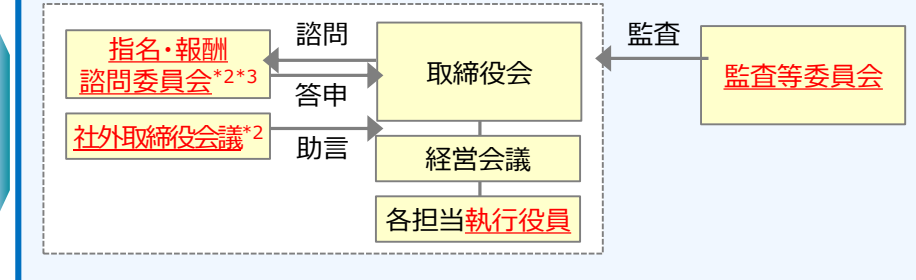 指名・報酬
諮問委員会*2*3
諮問
答申
社外取締役会議*2
助言
取締役会
経営会議
各担当執行役員
監査
監査等委員会